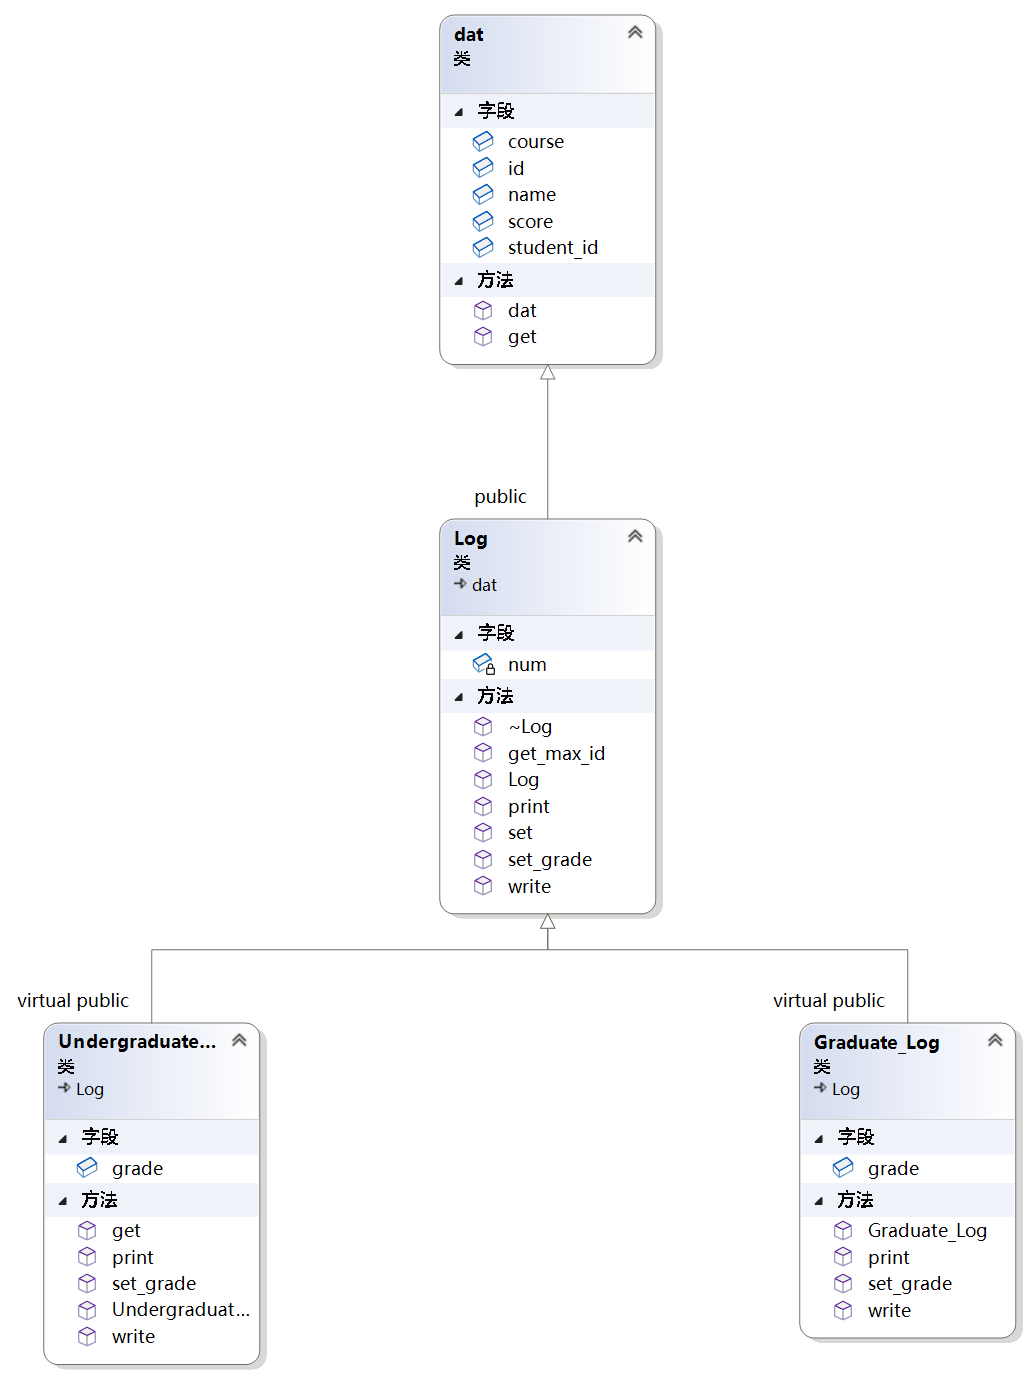 dat
类
字段
course
id
name
score
student_id
方法
dat
get
public
Log
类
dat
字段
num
方法
~Log
get_max_id
Log
print
set
set_grade
write
virtual public
virtual public
Undergraduate...
类
Log
字段
grade
方法
get
print
set_grade
Undergraduat...
write
Graduate_Log
类
Log
字段
grade
方法
Graduate_Log
print
set_grade
write